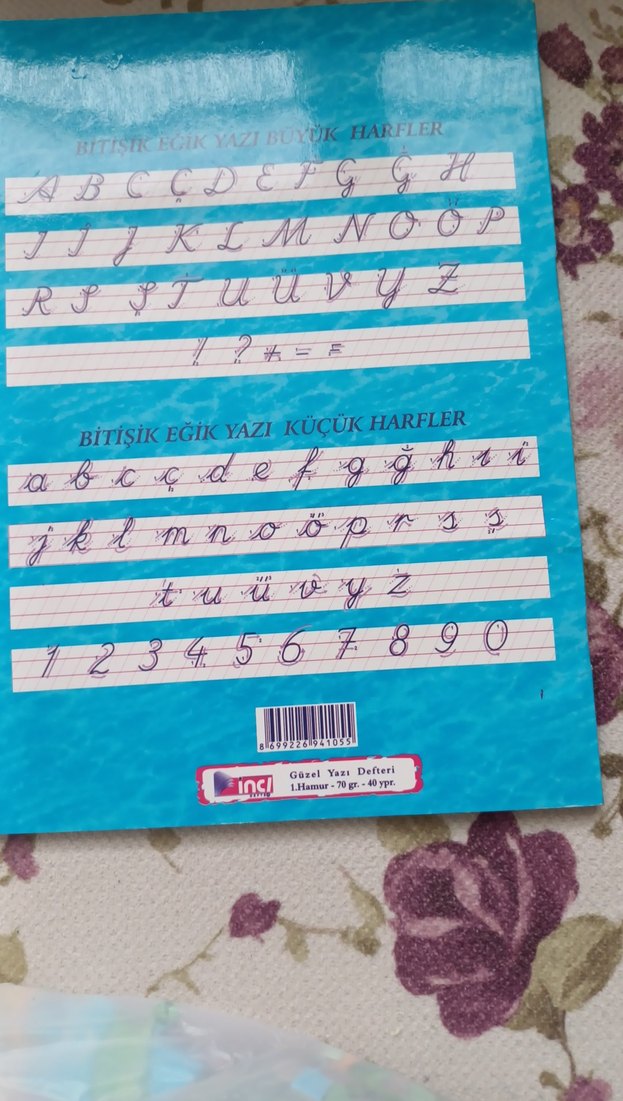 BİTİŞİK EĞİK YAZI BÜYÜK HARFLER
A B C Ç D E F G Ğ H
I İ J K L M N O Ö P
R S Ş T U Ü V Y Z
! ? + - =
BİTİŞİK EĞİK YAZI KÜÇÜK HARFLER
a b c ç d e f g ğ h ı i
j k l m n o ö p r s ş
t u ü v y z
1 2 3 4 5 6 7 8 9 0
8 699226 941055
inci
Güzel Yazı Defteri
1.Hamur - 70 gr. - 40 ypr.